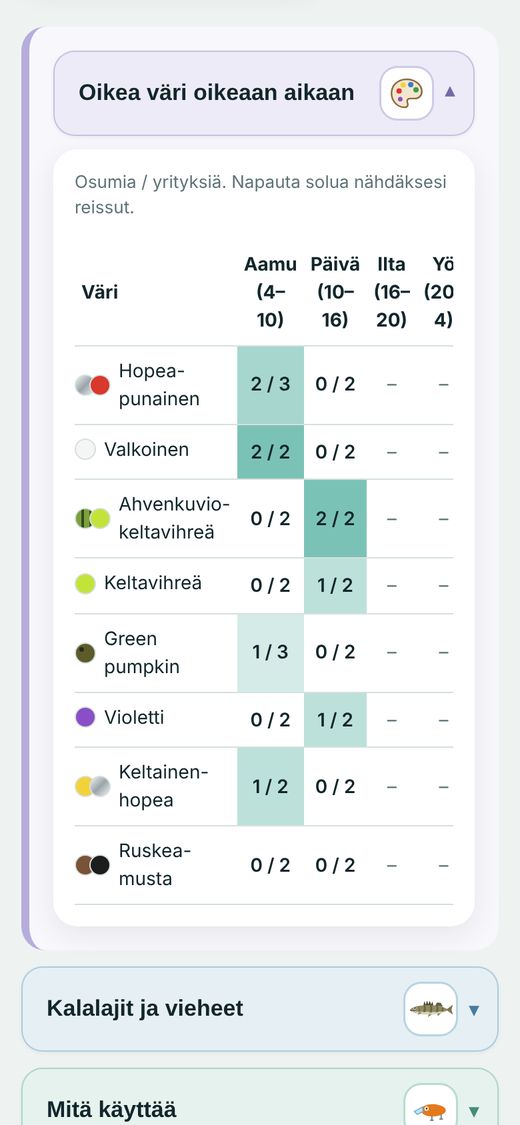 Oikea väri oikeaan aikaan ▲
Osumia / yrityksiä. Napauta solua nähdäksesi
reissut.
Väri Aamu (4–10) Päivä (10–16) Ilta (16–20) Yö (20 4)
Hopea-punainen 2 / 3 0 / 2 – –
Valkoinen 2 / 2 0 / 2 – –
Ahvenkuvio-keltavihreä 0 / 2 2 / 2 – –
Keltavihreä 0 / 2 1 / 2 – –
Green pumpkin 1 / 3 0 / 2 – –
Violetti 0 / 2 1 / 2 – –
Keltainen-hopea 1 / 2 0 / 2 – –
Ruskea-musta 0 / 2 0 / 2 – –
Kalalajit ja vieheet ▼
Mitä käyttää ▼